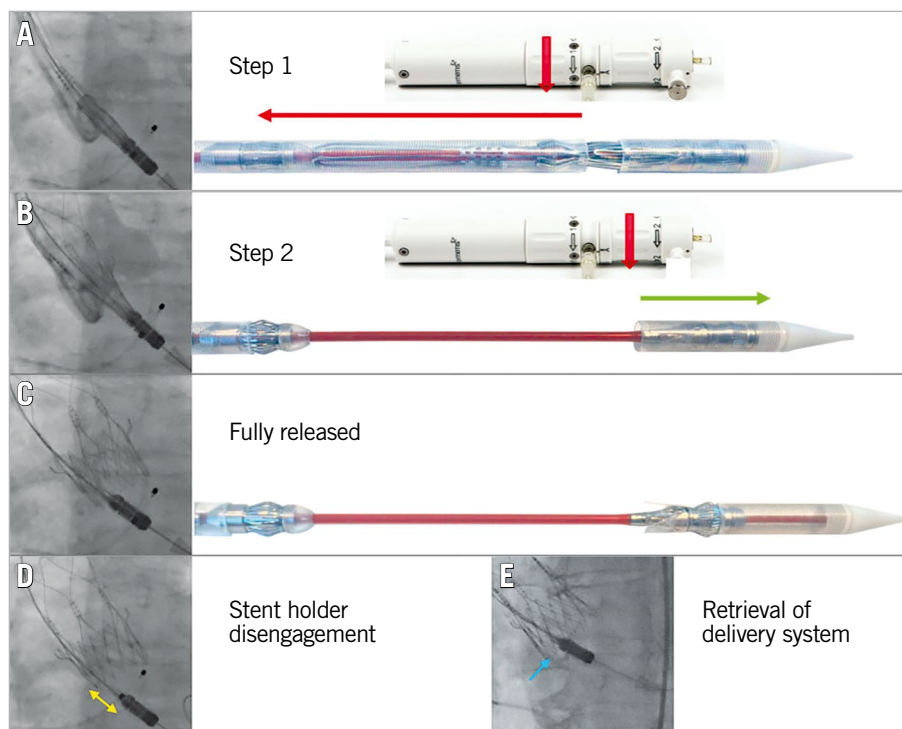 A
Step 1
B
Step 2
C
Fully released
D
Stent holder
disengagement
E
Retrieval of
delivery system